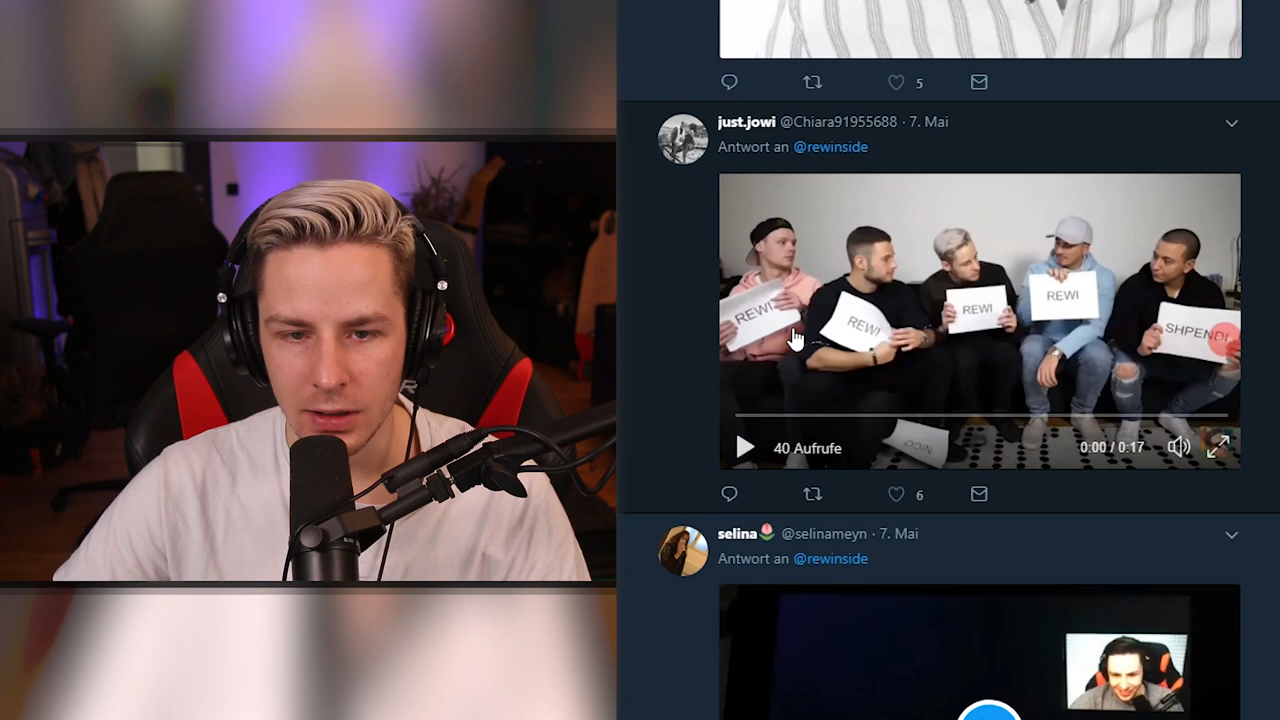 5
just.jowi @Chiara91955688 · 7. Mai
Antwort an @rewinside
REWI
REWI
REWI
REWI
SHPENDI
NICO
40 Aufrufe
0:00 / 0:17
6
selina🌷 @selinameyn · 7. Mai
Antwort an @rewinside